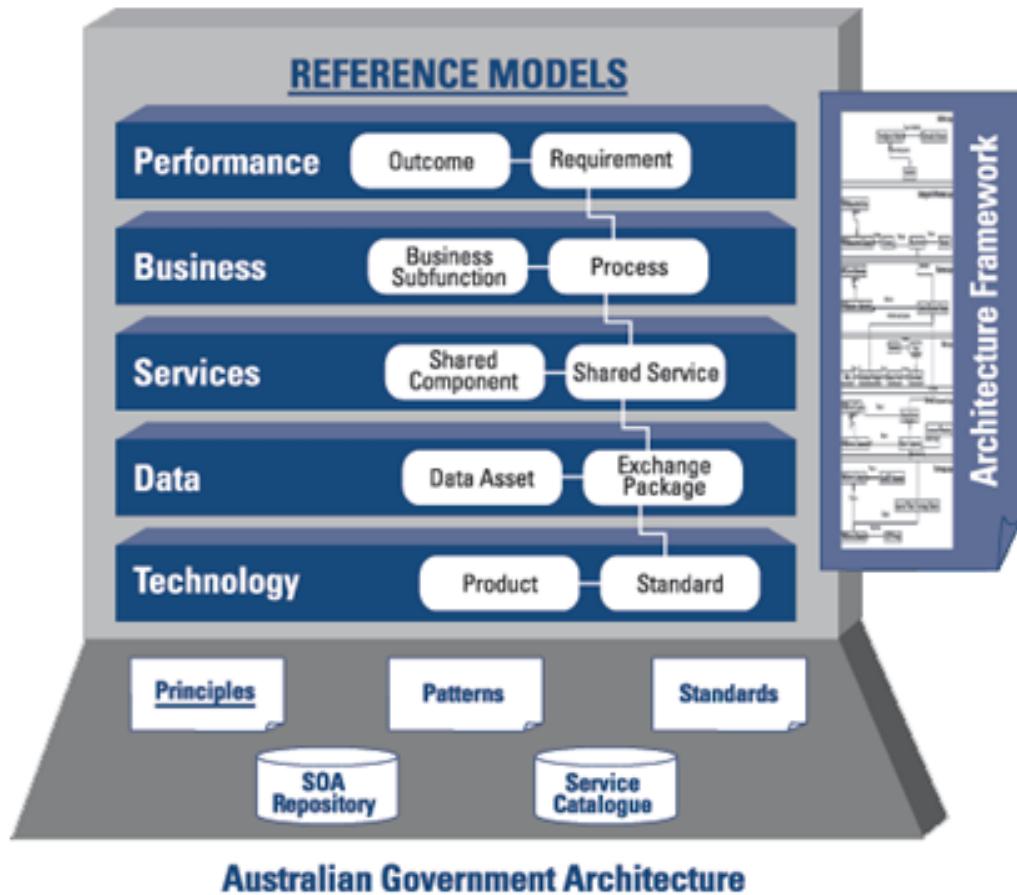 REFERENCE MODELS
Performance
Outcome
Requirement
Business
Business
Subfunction
Process
Services
Shared
Component
Shared Service
Data
Data Asset
Exchange
Package
Technology
Product
Standard
Architecture Framework
Principles
Patterns
Standards
SOA
Repository
Service
Catalogue
Australian Government Architecture